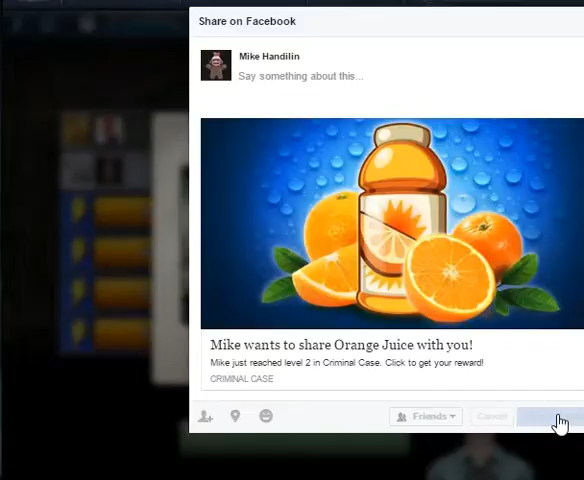 Share on Facebook
Mike Handilin
Say something about this...
Mike wants to share Orange Juice with you!
Mike just reached level 2 in Criminal Case. Click to get your reward!
CRIMINAL CASE
Friends
Cancel